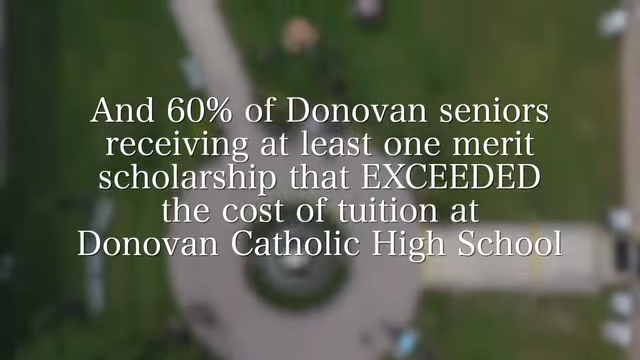 And 60% of Donovan seniors
receiving at least one merit
scholarship that EXCEEDED
the cost of tuition at
Donovan Catholic High School